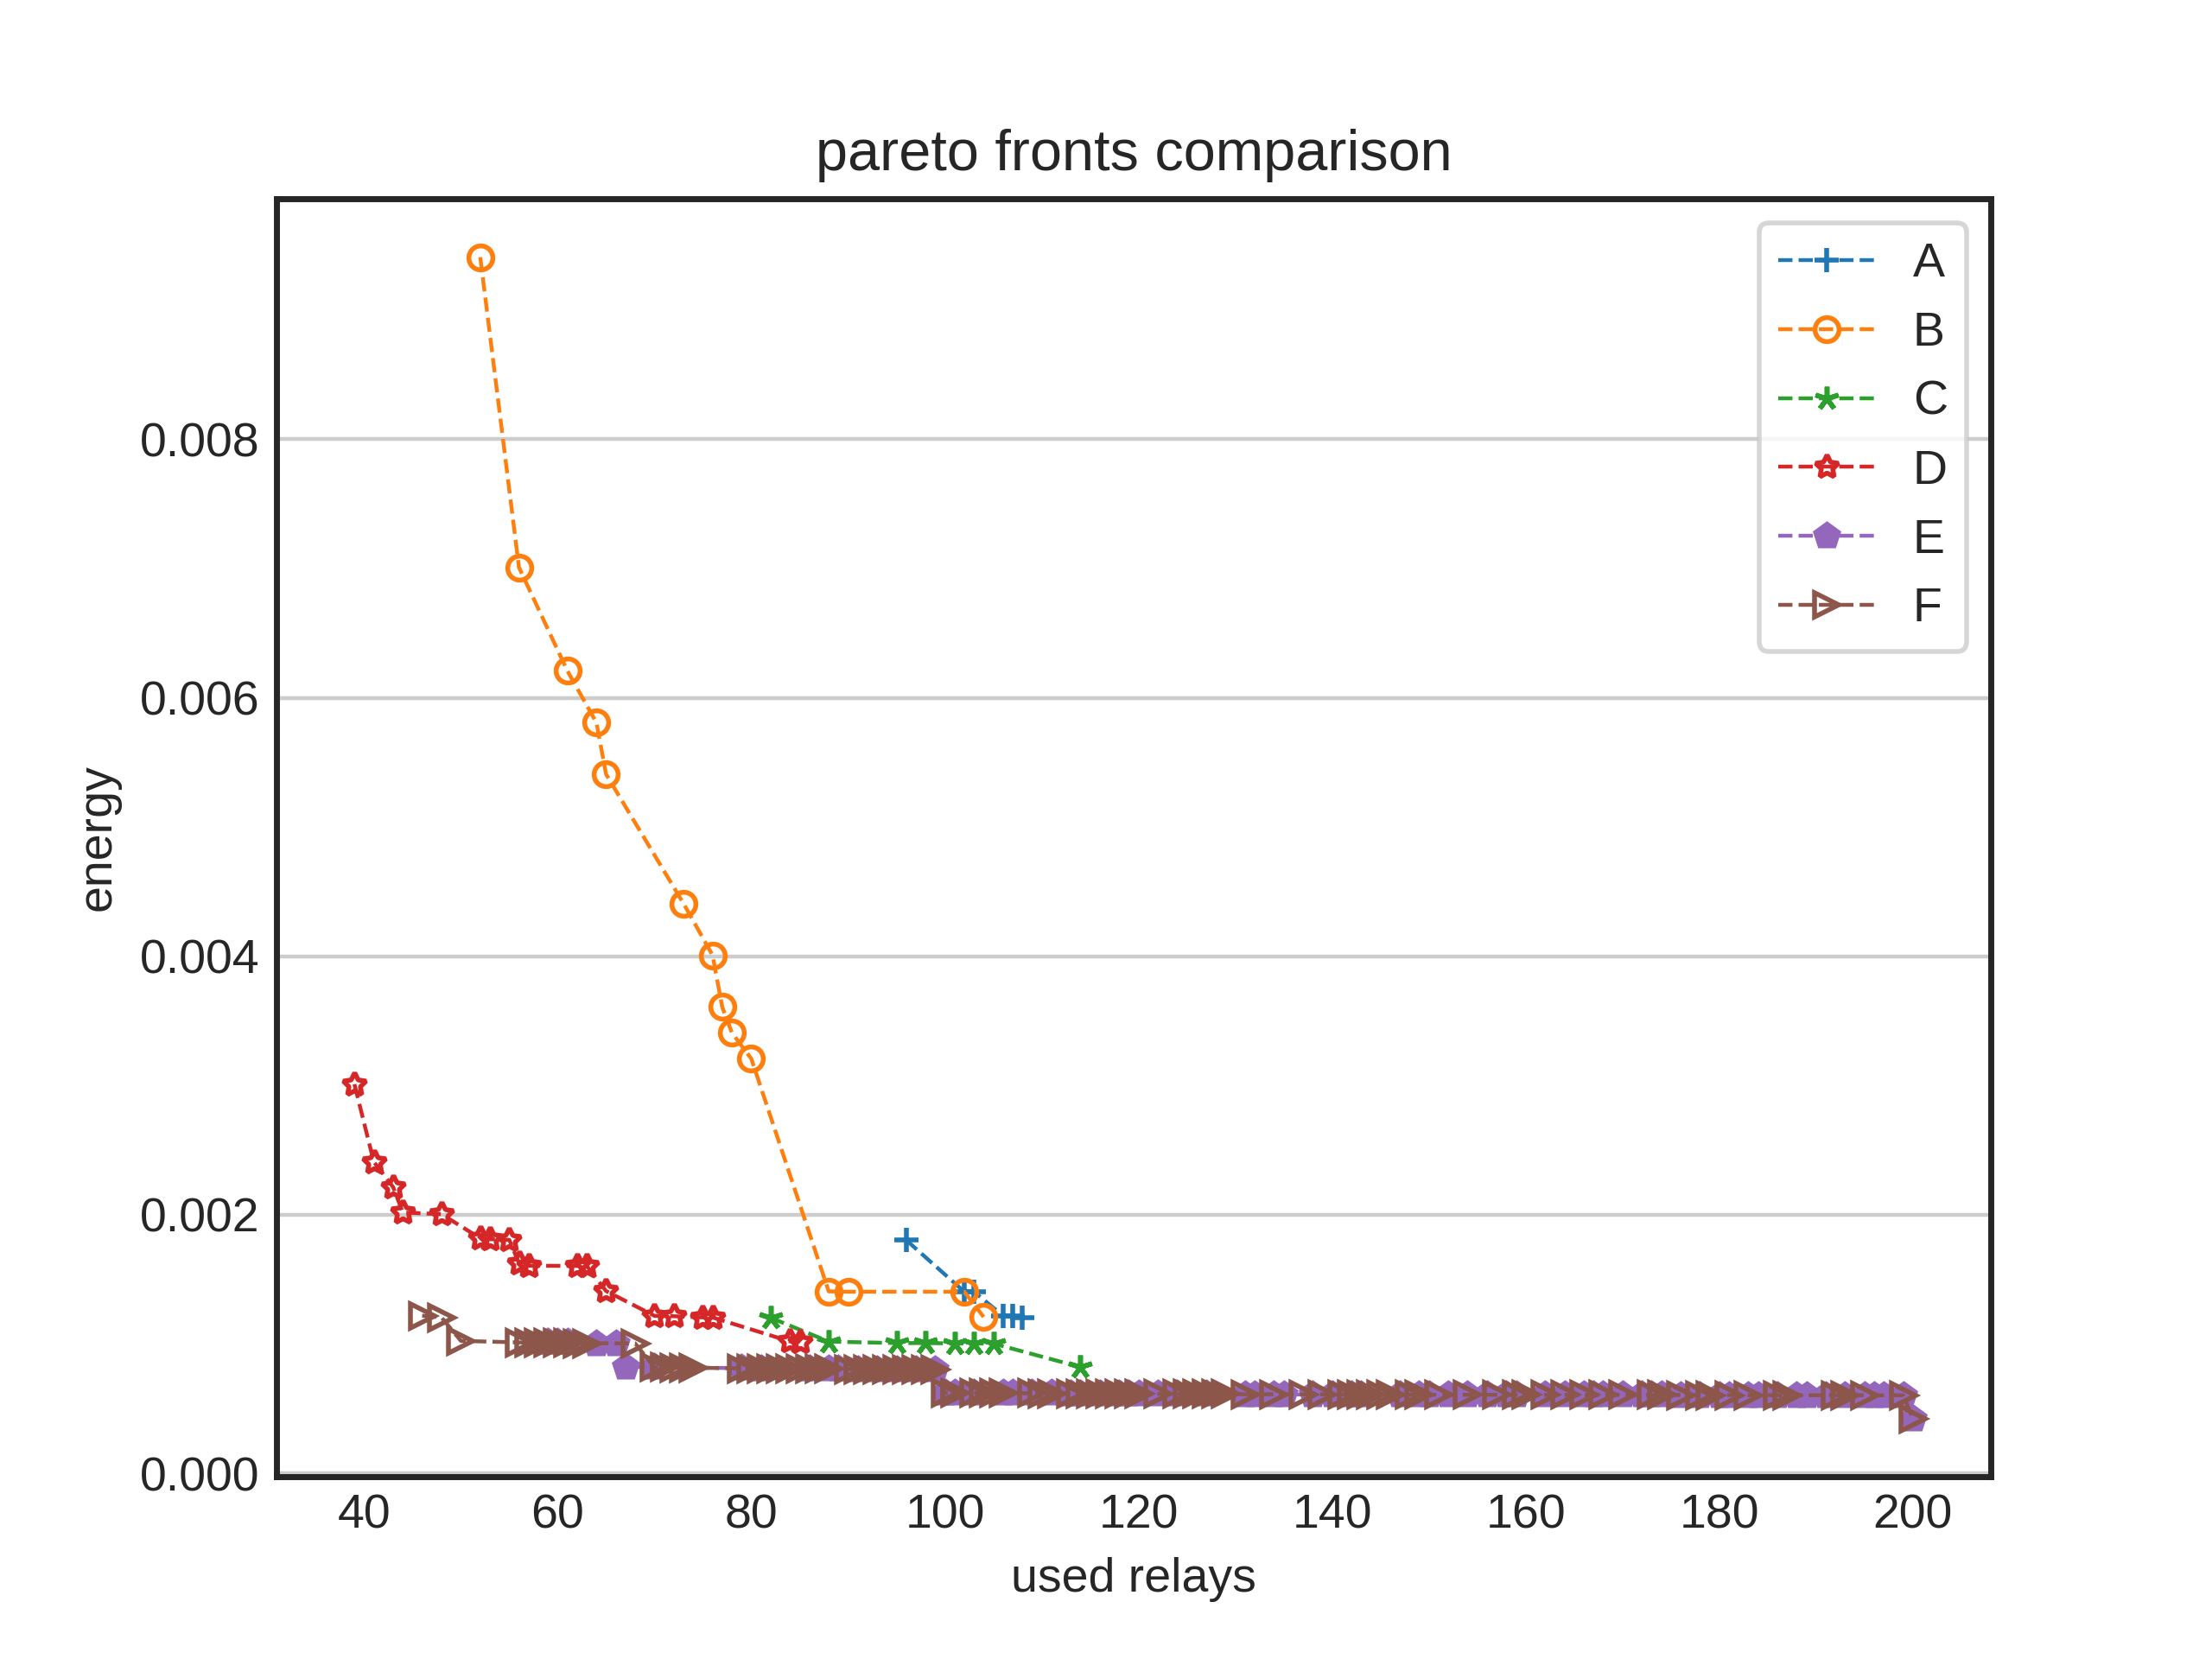 pareto fronts comparison
A
B
C
D
E
F
0.008
0.006
0.004
0.002
0.000
energy
40 60 80 100 120 140 160 180 200
used relays